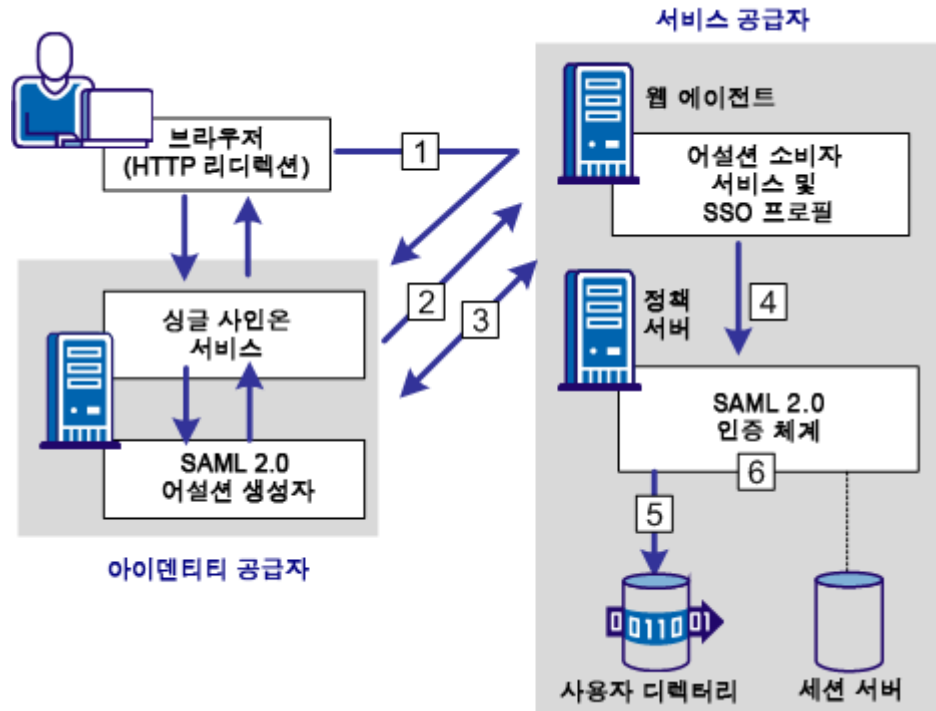 서비스 공급자
웹 에이전트
브라우저
(HTTP 리디렉션)
1
어설션 소비자
서비스 및
SSO 프로필
2
3
정책
서버
4
싱글 사인온
서비스
SAML 2.0
인증 체계
6
SAML 2.0
어설션 생성자
5
아이덴티티 공급자
0 0110 01
사용자 디렉터리
세션 서버